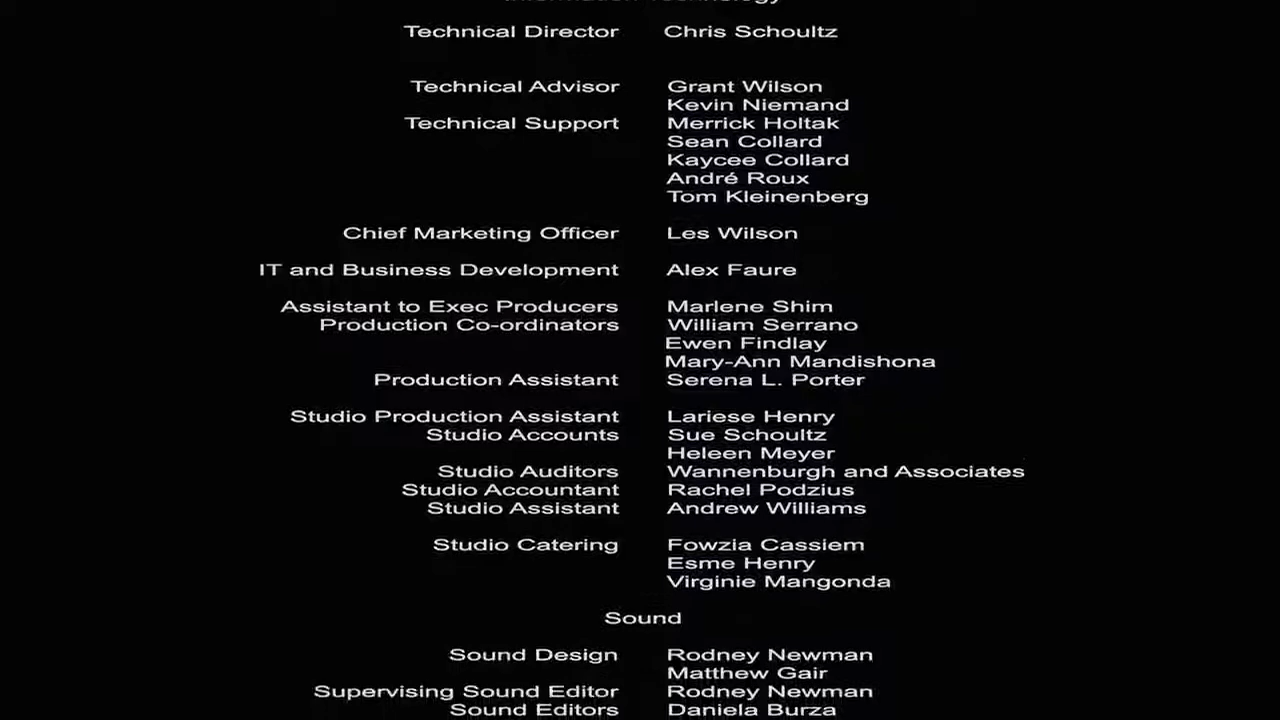 Information Technology
Technical Director Chris Schoultz
Technical Advisor Grant Wilson
Kevin Niemand
Technical Support Merrick Holtak
Sean Collard
Kaycee Collard
André Roux
Tom Kleinenberg
Chief Marketing Officer Les Wilson
IT and Business Development Alex Faure
Assistant to Exec Producers Marlene Shim
Production Co-ordinators William Serrano
Ewen Findlay
Mary-Ann Mandishona
Production Assistant Serena L. Porter
Studio Production Assistant Lariese Henry
Studio Accounts Sue Schoultz
Heleen Meyer
Studio Auditors Wannenburgh and Associates
Studio Accountant Rachel Podzius
Studio Assistant Andrew Williams
Studio Catering Fowzia Cassiem
Esme Henry
Virginie Mangonda
Sound
Sound Design Rodney Newman
Matthew Gair
Supervising Sound Editor Rodney Newman
Sound Editors Daniela Burza